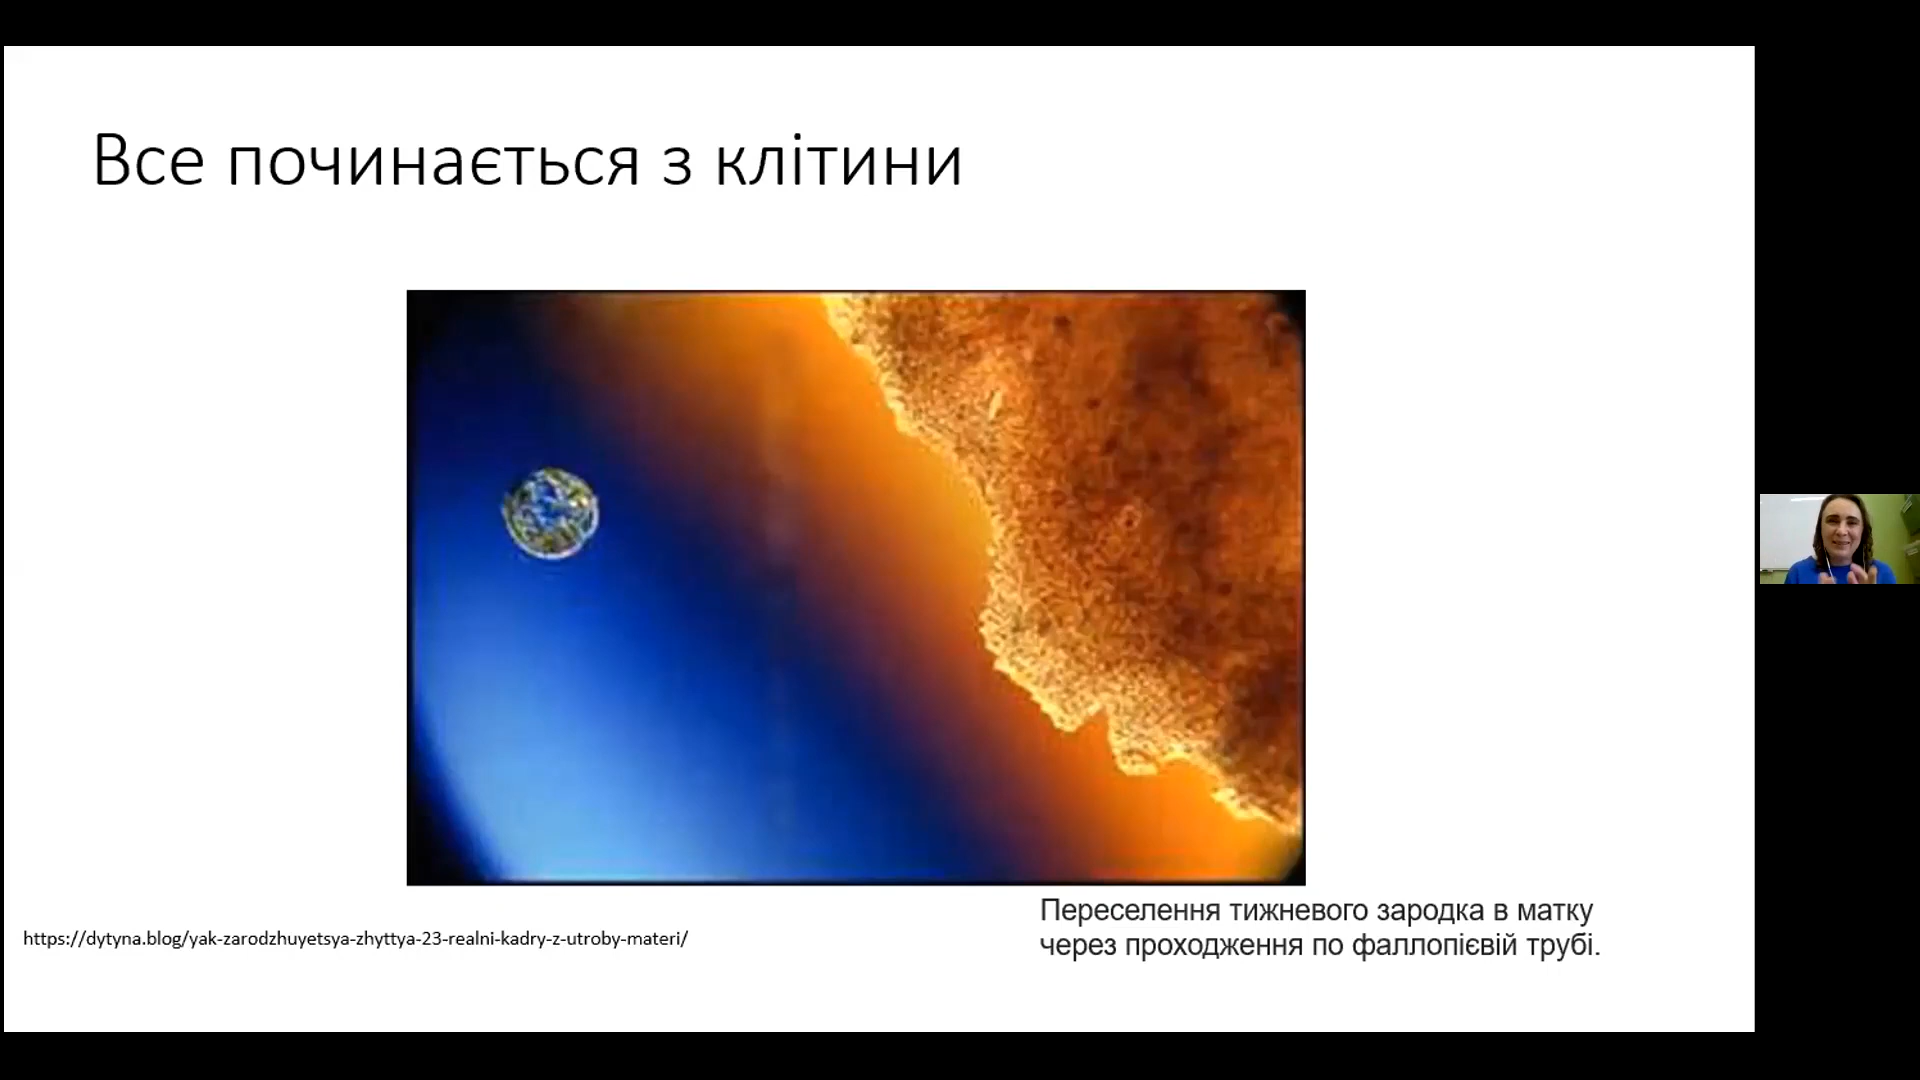 Все починається з клітини
Переселення тижневого зародка в матку
через проходження по фаллопієвій трубі.
https://dytyna.blog/yak-zarodzhuyetsya-zhyttya-23-realni-kadry-z-utroby-materi/